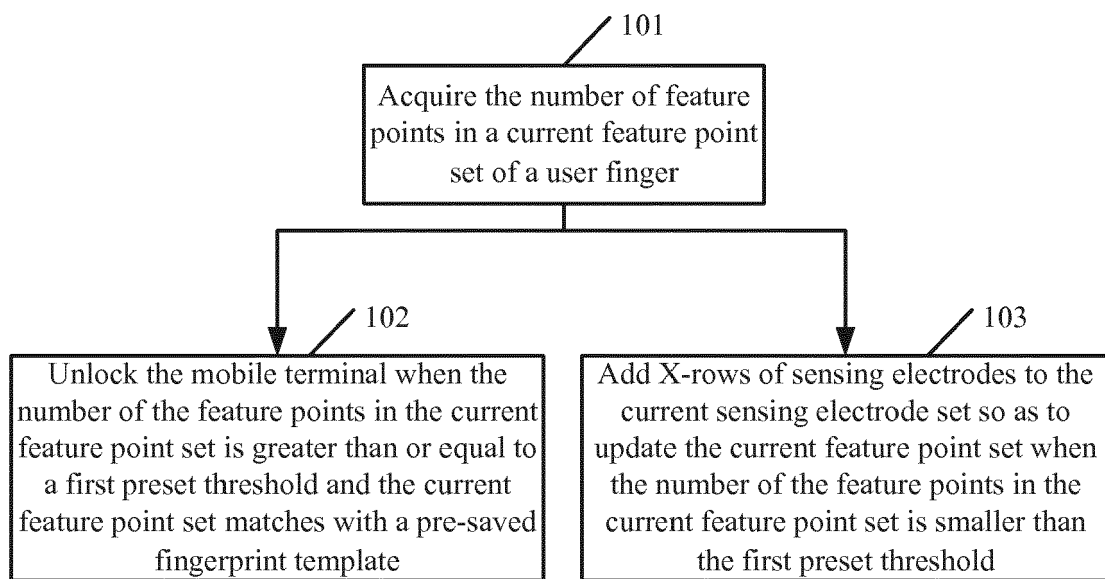 101
Acquire the number of feature
points in a current feature point
set of a user finger
102
Unlock the mobile terminal when the
number of the feature points in the current
feature point set is greater than or equal to
a first preset threshold and the current
feature point set matches with a pre-saved
fingerprint template
103
Add X-rows of sensing electrodes to the
current sensing electrode set so as to
update the current feature point set when
the number of the feature points in the
current feature point set is smaller than
the first preset threshold